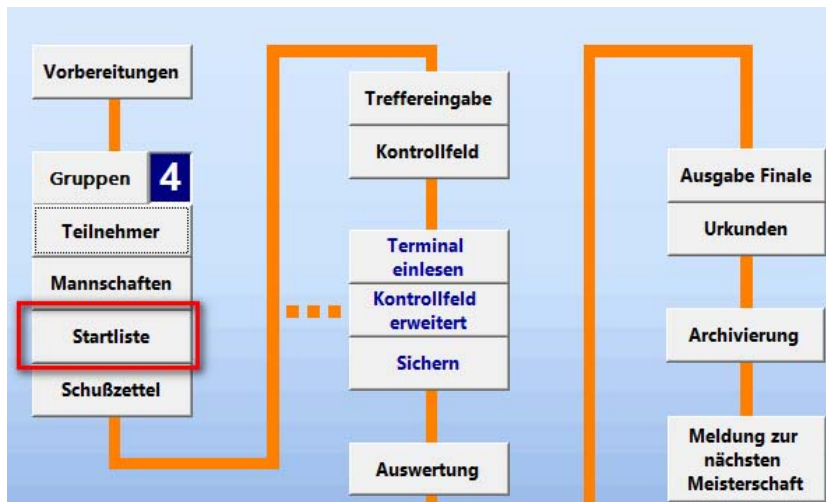 Vorbereitungen
Gruppen 4
Teilnehmer
Mannschaften
Startliste
Schußzettel
Treffereingabe
Kontrollfeld
Terminal
einlesen
Kontrollfeld
erweitert
Sichern
Auswertung
Ausgabe Finale
Urkunden
Archivierung
Meldung zur
nächsten
Meisterschaft